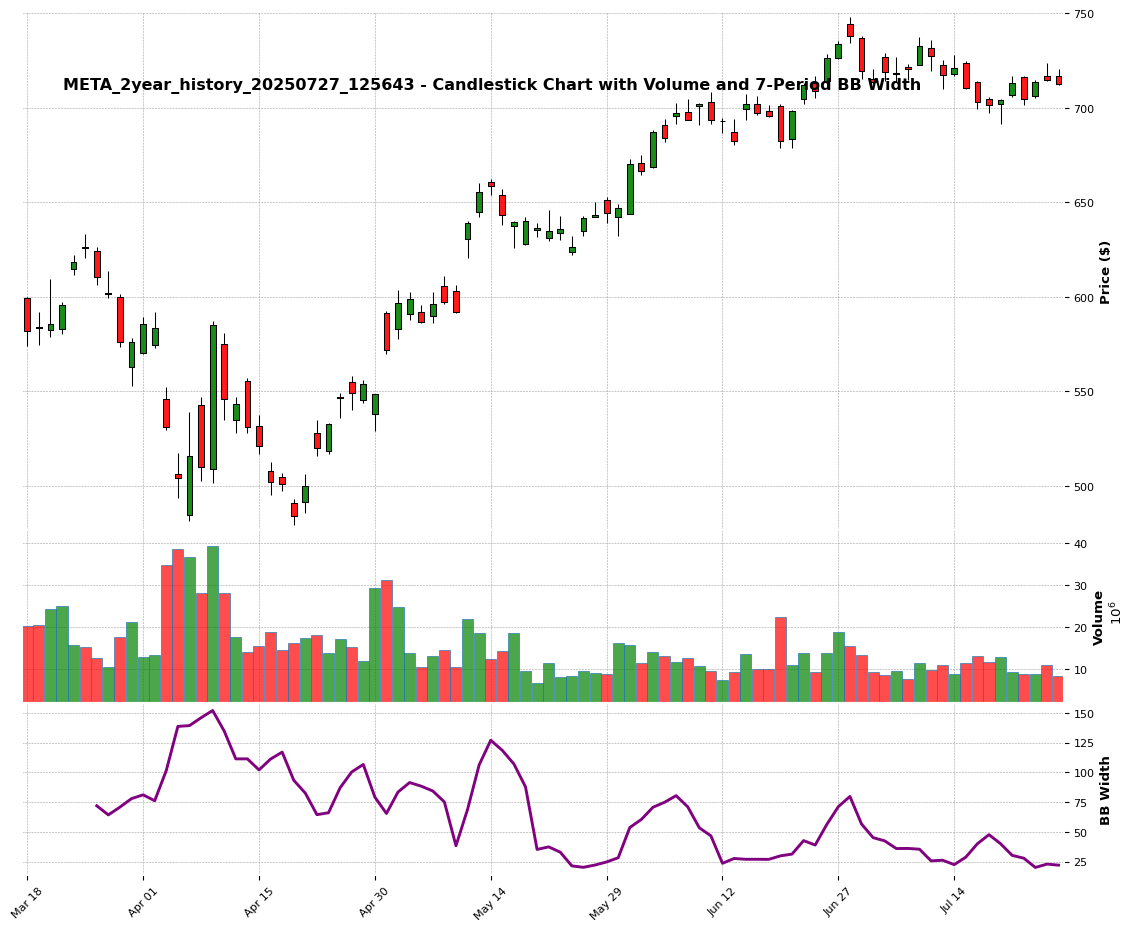 META_2year_history_20250727_125643 - Candlestick Chart with Volume and 7-Period BB Width
750
700
650
600
550
500
Price ($)
40
30
20
10
Volume
10^6
150
125
100
75
50
25
BB Width
Mar 18
Apr 01
Apr 15
Apr 30
May 14
May 29
Jun 12
Jun 27
Jul 14